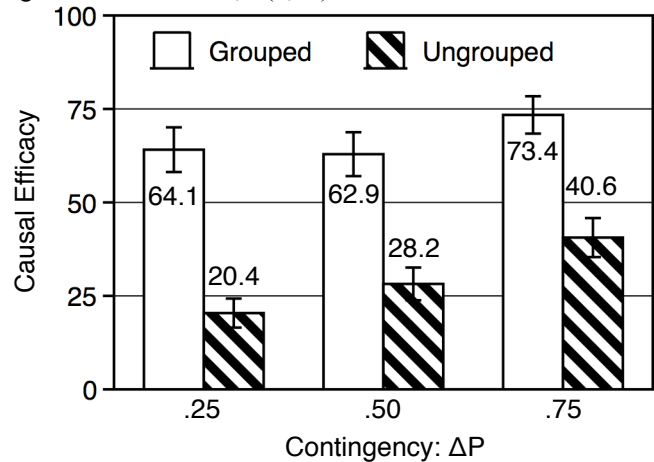 100
Grouped Ungrouped
75
73.4
64.1 62.9
40.6
50
28.2
20.4
25
0
.25 .50 .75
Causal Efficacy
Contingency: ΔP